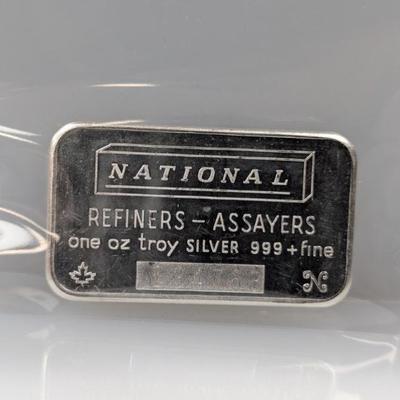 NATIONAL
REFINERS – ASSAYERS
one oz troy SILVER 999+fine
N